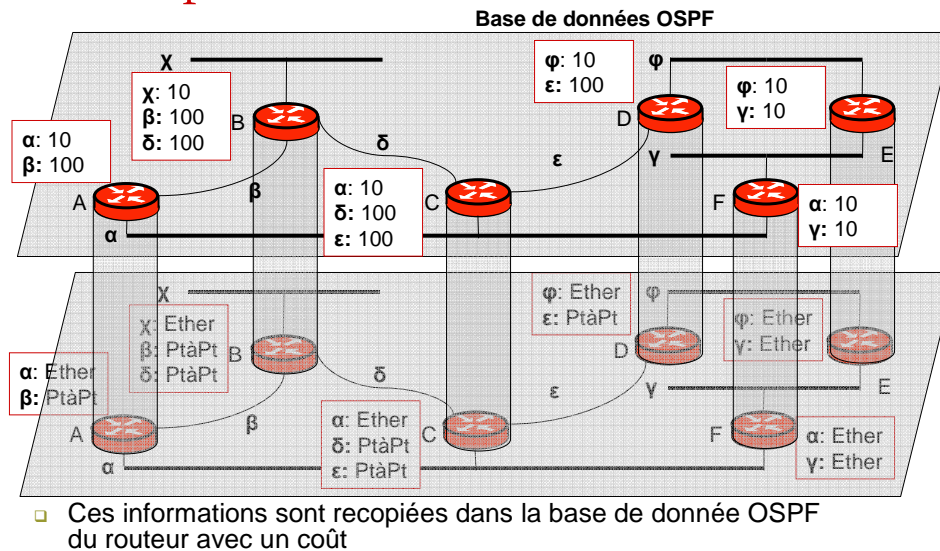 Base de données OSPF
χ
χ: 10
β: 100
δ: 100
B
φ: 10
ε: 100
D
φ
φ: 10
γ: 10
E
α: 10
β: 100
A
β
δ
α: 10
δ: 100
ε: 100
C
ε
γ
F
α: 10
γ: 10
α
χ
χ: Ether
β: PtàPt
δ: PtàPt
B
φ: Ether
ε: PtàPt
D
φ
φ: Ether
γ: Ether
E
α: Ether
β: PtàPt
A
β
δ
α: Ether
δ: PtàPt
ε: PtàPt
C
ε
γ
F
α: Ether
γ: Ether
α
Ces informations sont recopiées dans la base de donnée OSPF
du routeur avec un coût